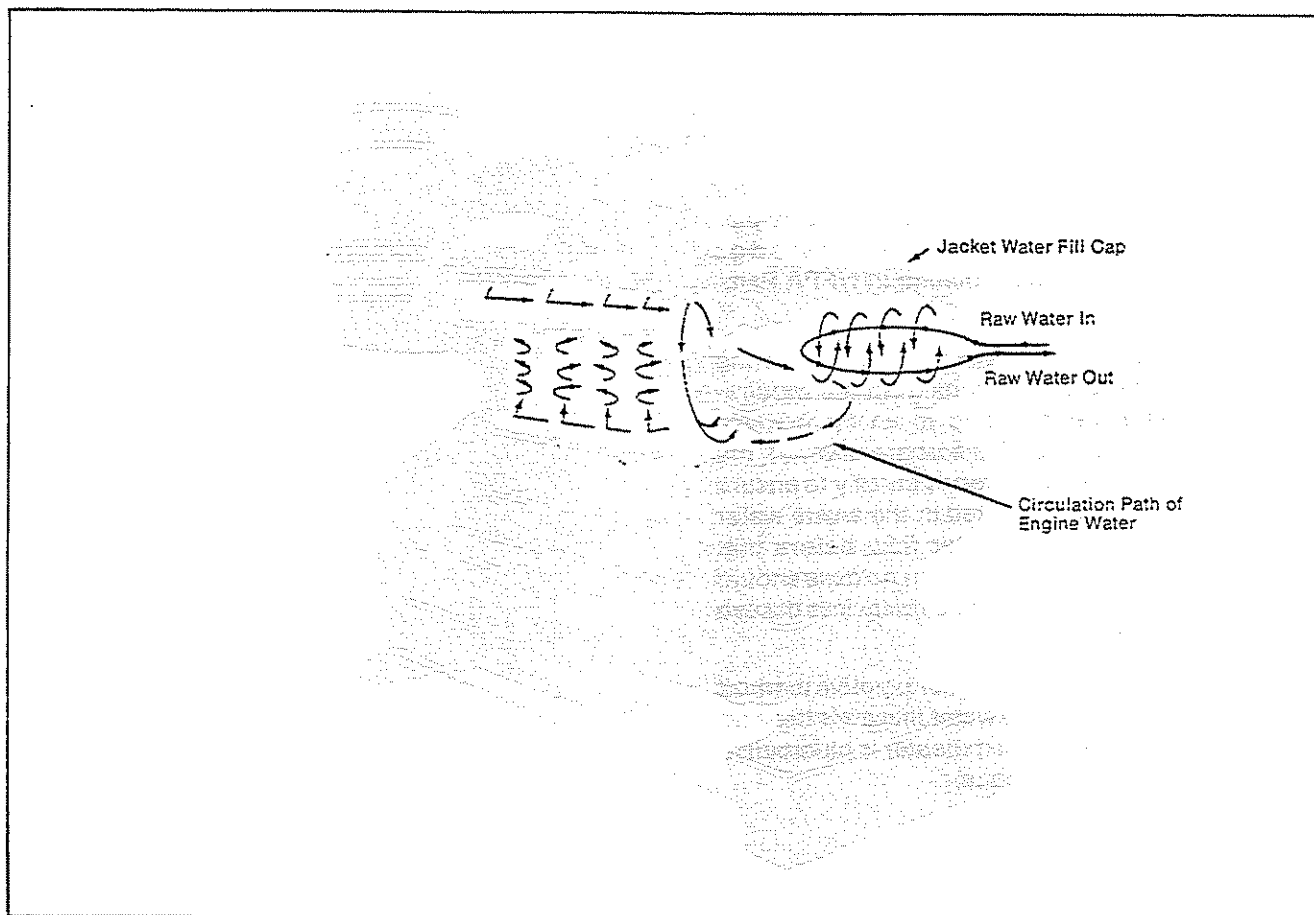 Jacket Water Fill Cap
Raw Water In
Raw Water Out
Circulation Path of
Engine Water